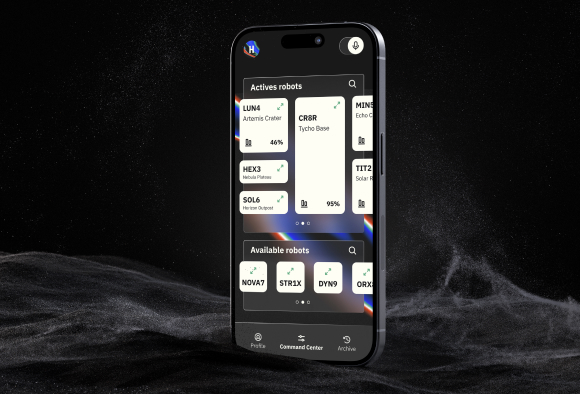 H
Actives robots
LUN4
Artemis Crater
46%
CR8R
Tycho Base
95%
MIN5
Echo C
HEX3
Nebula Plateau
SOL6
Horizon Outpost
TIT2
Solar R
Available robots
NOVA7
STR1X
DYN9
ORX
Profile
Command Center
Archive